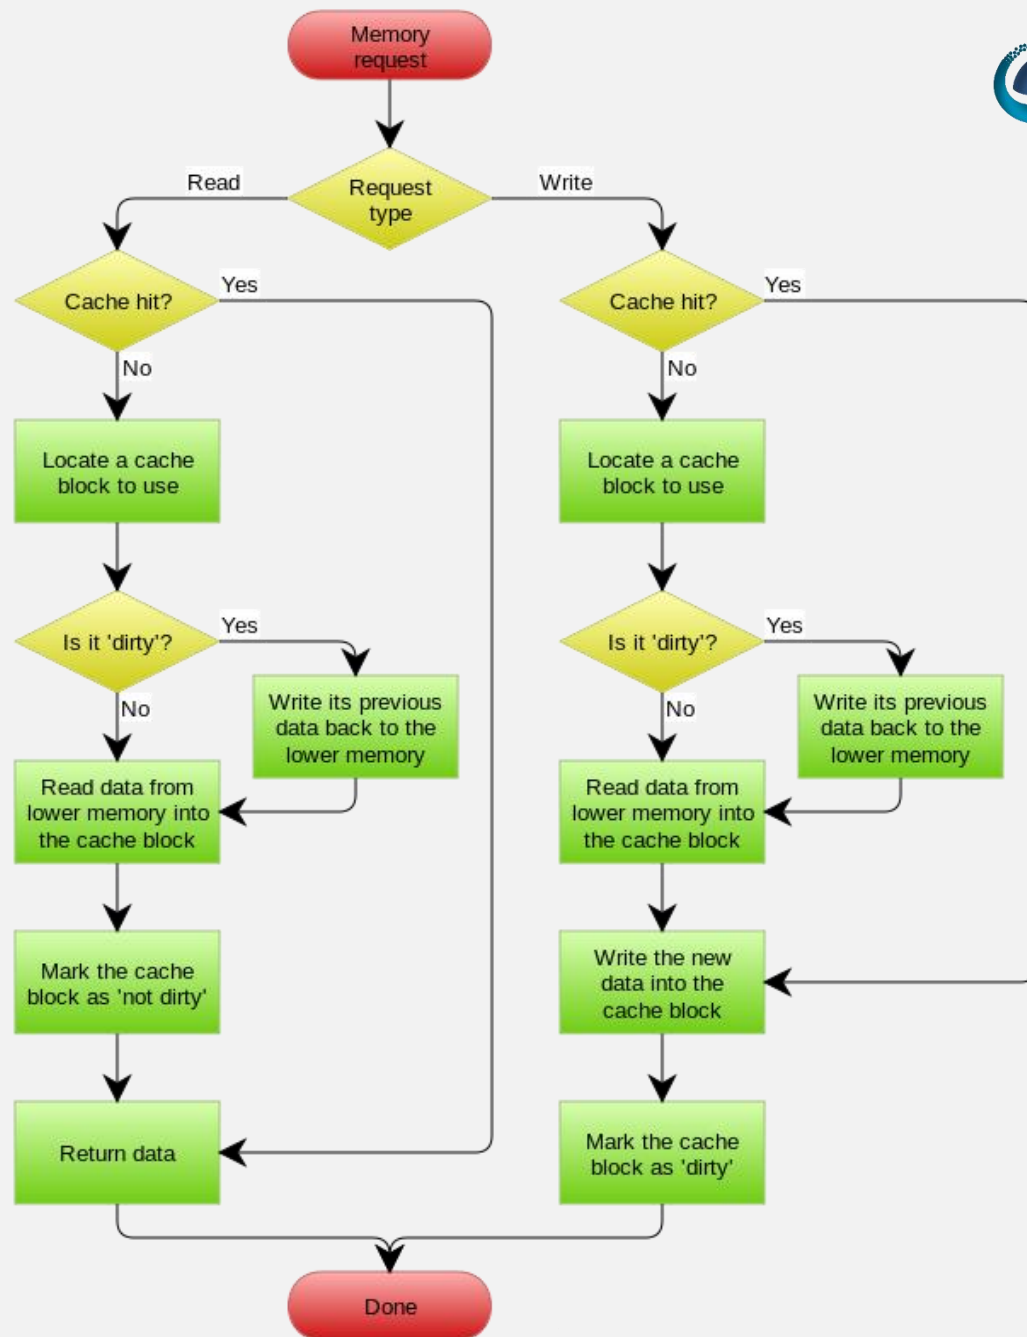 Memory
request
Request
type
Read
Write
Cache hit?
Yes
No
Locate a cache
block to use
Is it 'dirty'?
Yes
No
Write its previous
data back to the
lower memory
Read data from
lower memory into
the cache block
Mark the cache
block as 'not dirty'
Return data
Cache hit?
Yes
No
Locate a cache
block to use
Is it 'dirty'?
Yes
No
Write its previous
data back to the
lower memory
Read data from
lower memory into
the cache block
Write the new
data into the
cache block
Mark the cache
block as 'dirty'
Done